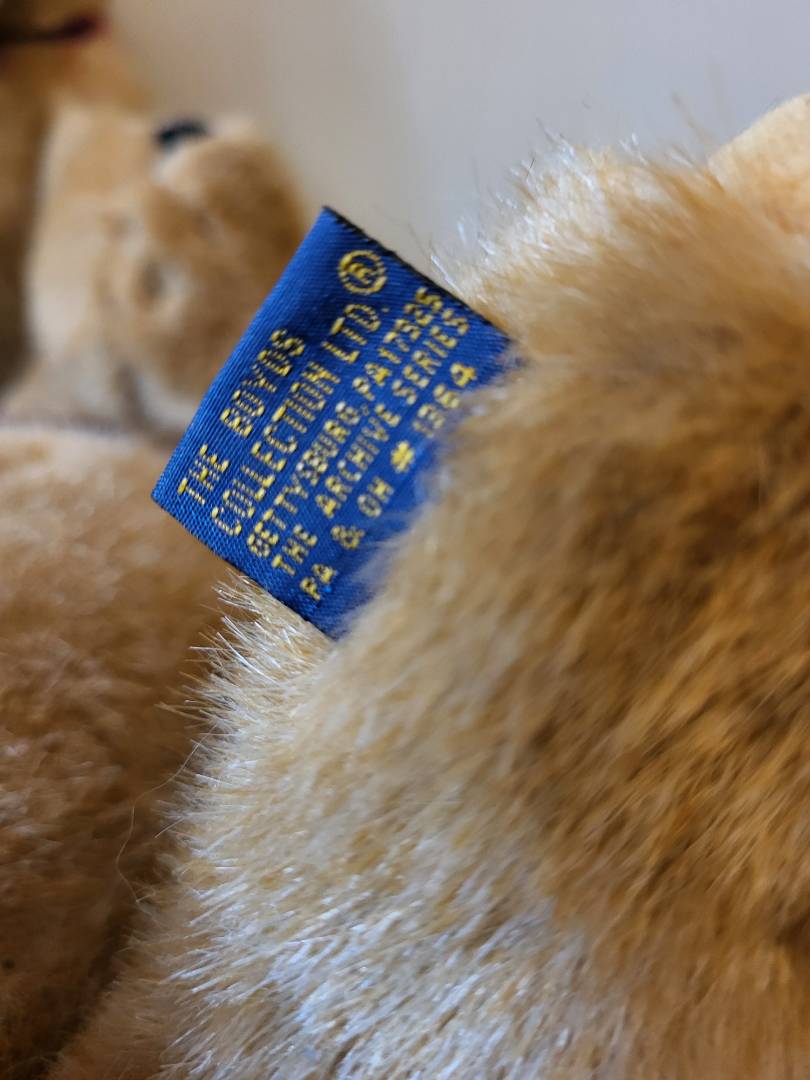 THE BOYDS
COLLECTION LTD.®
GETTYSBURG, PA 17325
THE ARCHIVE SERIES
PA & OH # 1364